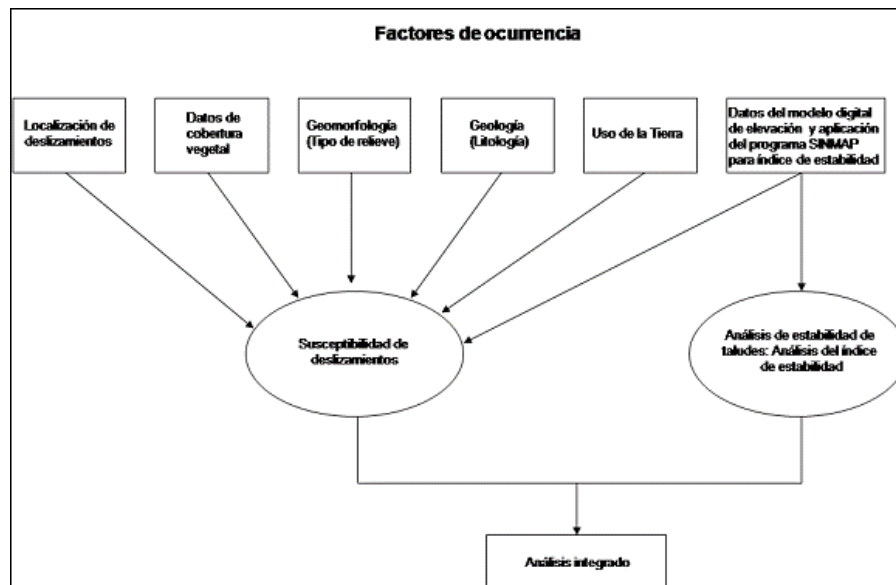 Factores de ocurrencia
Localización de
deslizamientos
Datos de
cobertura
vegetal
Geomorfología
(Tipo de relieve)
Geología
(Litología)
Uso de la Tierra
Datos del modelo digital
de elevación y aplicación
del programa SINMAP
para índice de estabilidad
Susceptibilidad de
deslizamientos
Análisis de estabilidad de
taludes: Análisis del índice
de estabilidad
Análisis integrado